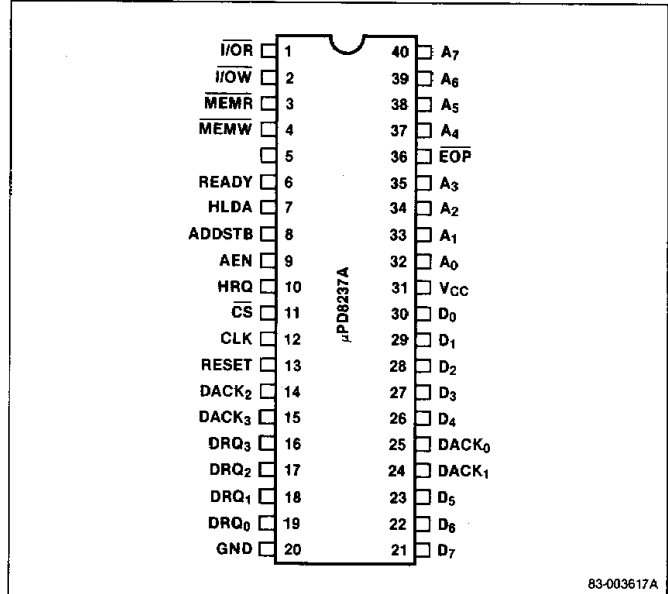 I/OR 1 40 A7
I/OW 2 39 A6
MEMR 3 38 A5
MEMW 4 37 A4
5 36 EOP
READY 6 35 A3
HLDA 7 34 A2
ADDSTB 8 33 A1
AEN 9 32 A0
HRQ 10 31 VCC
CS 11 30 D0
CLK 12 29 D1
RESET 13 28 D2
DACK2 14 27 D3
DACK3 15 26 D4
DRQ3 16 25 DACK0
DRQ2 17 24 DACK1
DRQ1 18 23 D5
DRQ0 19 22 D6
GND 20 21 D7
μPD8237A
83-003617A